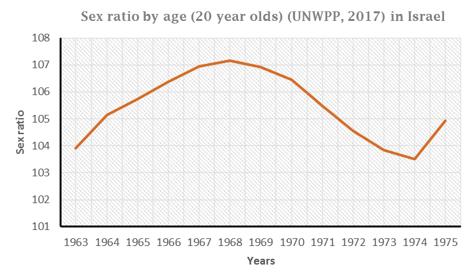 Sex ratio by age (20 year olds) (UNWPP, 2017) in Israel
108
107
106
105
104
103
102
101
Sex ratio
1963 1964 1965 1966 1967 1968 1969 1970 1971 1972 1973 1974 1975
Years